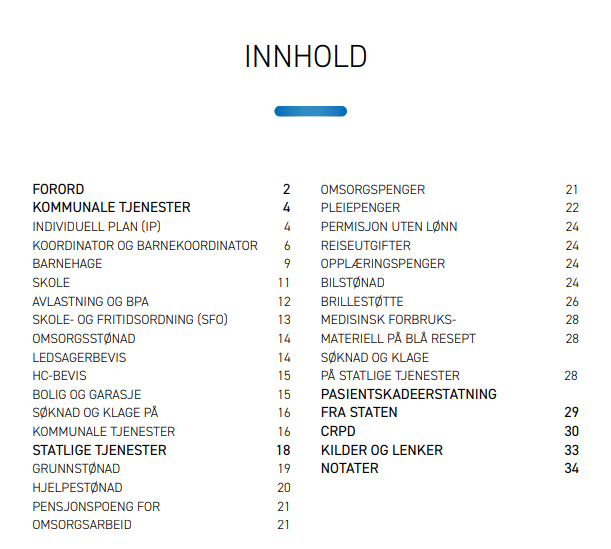 INNHOLD
FORORD 2
KOMMUNALE TJENESTER 4
INDIVIDUELL PLAN (IP) 4
KOORDINATOR OG BARNEKOORDINATOR 6
BARNEHAGE 9
SKOLE 11
AVLASTNING OG BPA 12
SKOLE- OG FRITIDSORDNING (SFO) 13
OMSORGSSTØNAD 14
LEDSAGERBEVIS 14
HC-BEVIS 15
BOLIG OG GARASJE 15
SØKNAD OG KLAGE PÅ 16
KOMMUNALE TJENESTER 16
STATLIGE TJENESTER 18
GRUNNSTØNAD 19
HJELPESTØNAD 20
PENSJONSPOENG FOR 21
OMSORGSARBEID 21
OMSORGSPENGER 21
PLEIEPENGER 22
PERMISJON UTEN LØNN 24
REISEUTGIFTER 24
OPPLÆRINGSPENGER 24
BILSTØNAD 24
BRILLESTØTTE 26
MEDISINSK FORBRUKS- 28
MATERIELL PÅ BLÅ RESEPT 28
SØKNAD OG KLAGE
PÅ STATLIGE TJENESTER 28
PASIENTSKADEERSTATNING
FRA STATEN 29
CRPD 30
KILDER OG LENKER 33
NOTATER 34